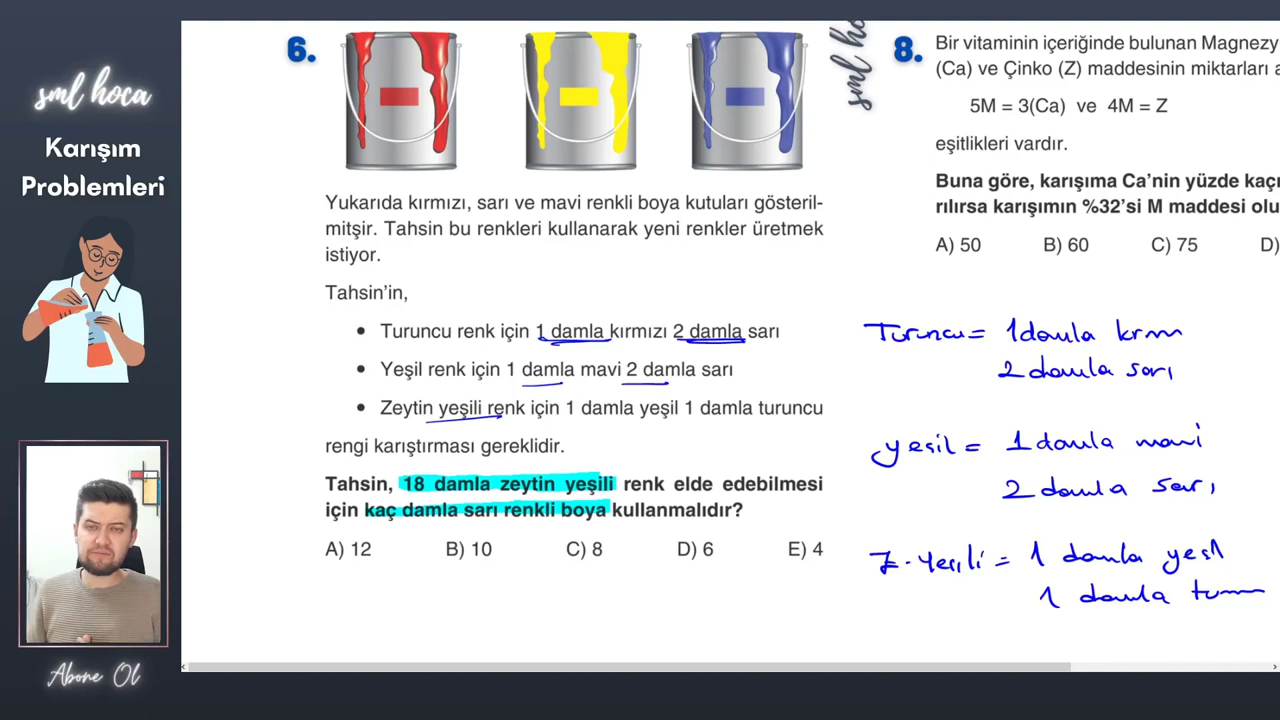 sml hoca
Karışım
Problemleri
Abone Ol
6.
Yukarıda kırmızı, sarı ve mavi renkli boya kutuları gösteril-
mitşir. Tahsin bu renkleri kullanarak yeni renkler üretmek
istiyor.
Tahsin'in,
• Turuncu renk için 1 damla kırmızı 2 damla sarı
• Yeşil renk için 1 damla mavi 2 damla sarı
• Zeytin yeşili renk için 1 damla yeşil 1 damla turuncu
rengi karıştırması gereklidir.
Tahsin, 18 damla zeytin yeşili renk elde edebilmesi
için kaç damla sarı renkli boya kullanmalıdır?
A) 12 B) 10 C) 8 D) 6 E) 4
sml ho
8.
Bir vitaminin içeriğinde bulunan Magnezy
(Ca) ve Çinko (Z) maddesinin miktarları a
5M = 3(Ca) ve 4M = Z
eşitlikleri vardır.
Buna göre, karışıma Ca'nin yüzde kaçı
rılırsa karışımın %32'si M maddesi olu
A) 50 B) 60 C) 75 D)
Turuncu = 1 damla
2 damla sarı
yeşil = 1 damla mavi
2 damla sarı
Z. Yeşili = 1 damla yeşil
1 damla